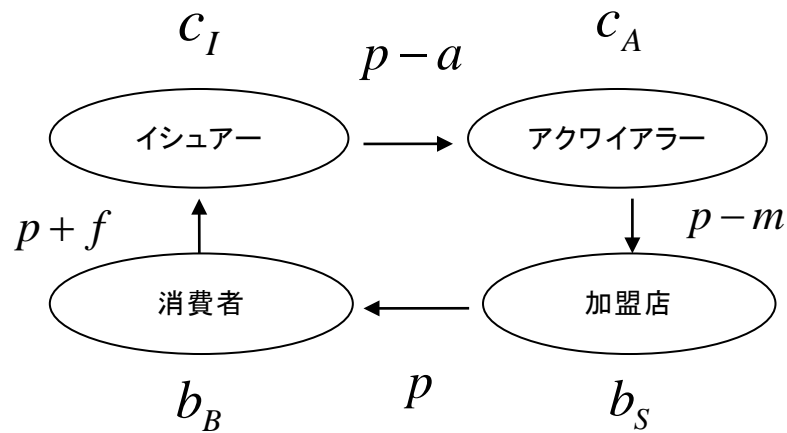 c_I
c_A
p − a
イシュアー
アクワイアラー
p + f
p − m
消費者
加盟店
p
b_B
b_S